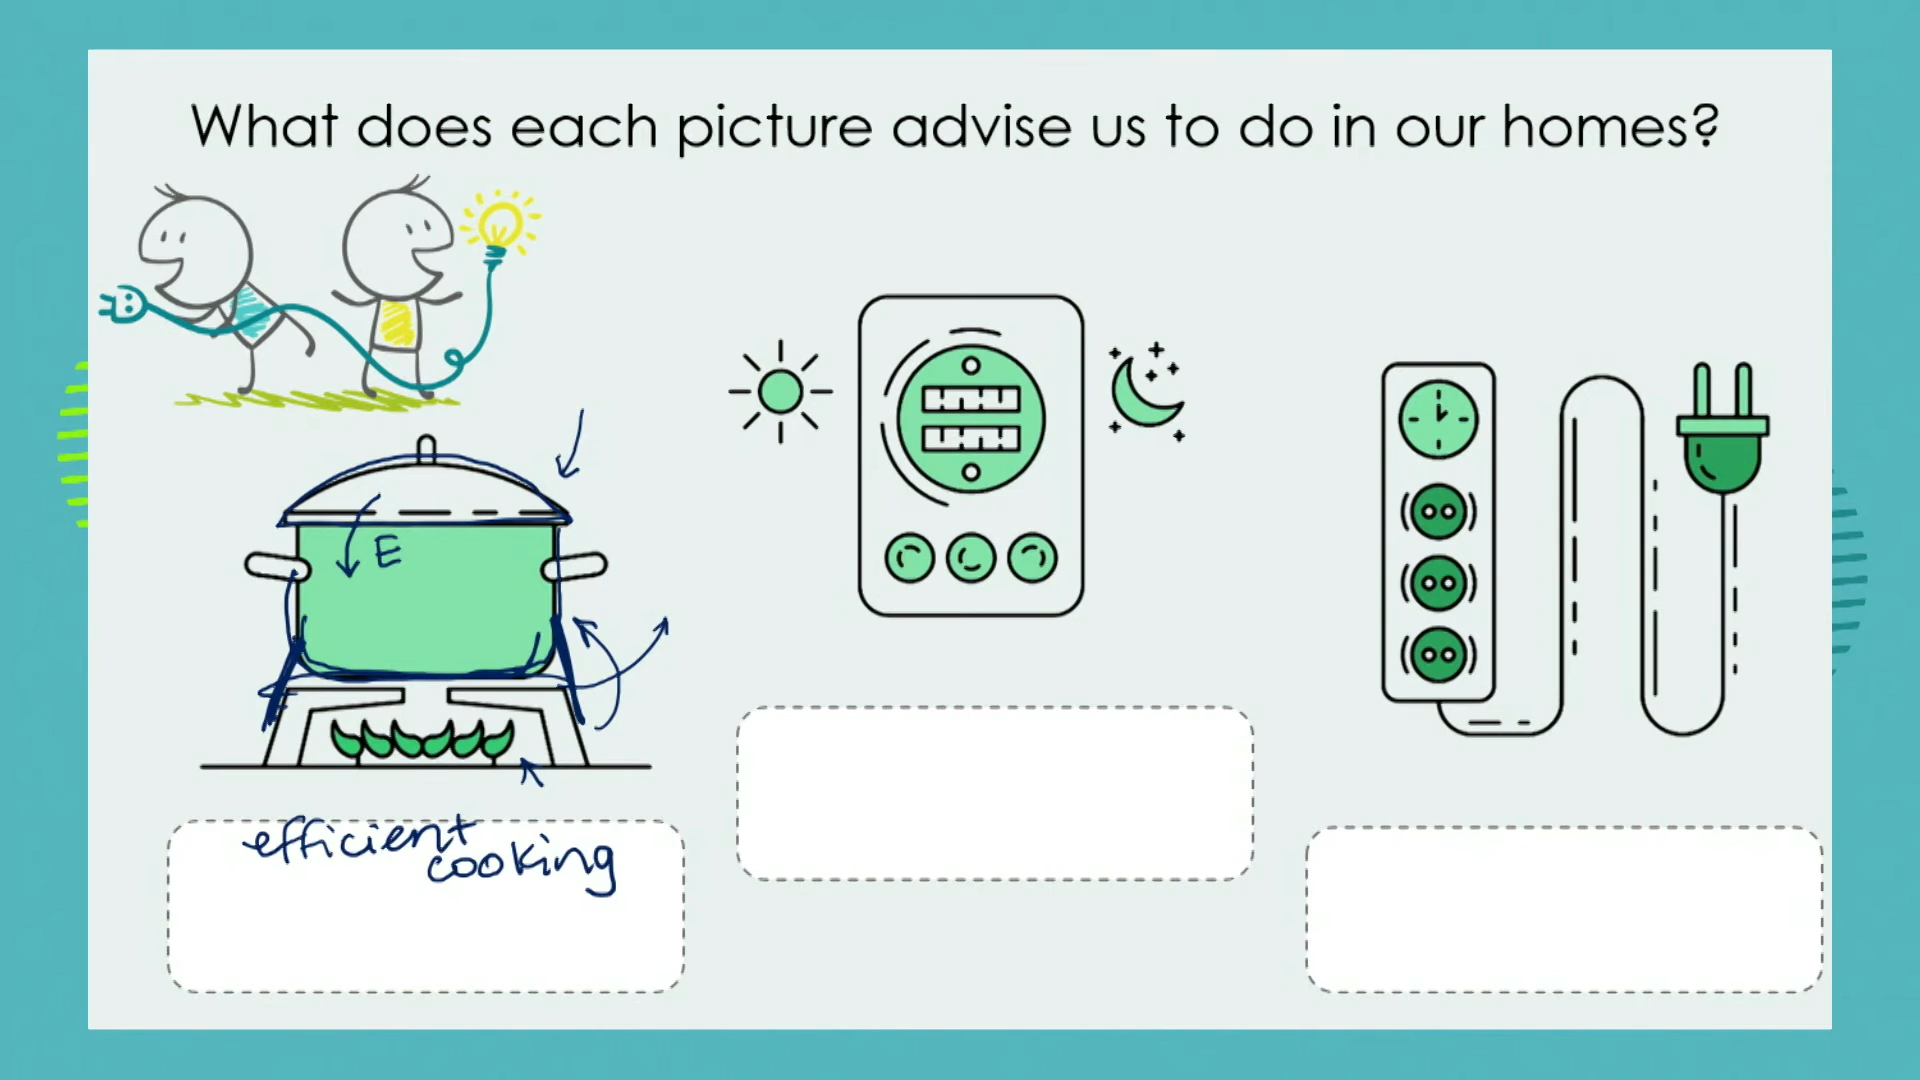 What does each picture advise us to do in our homes?
E
efficient
cooking